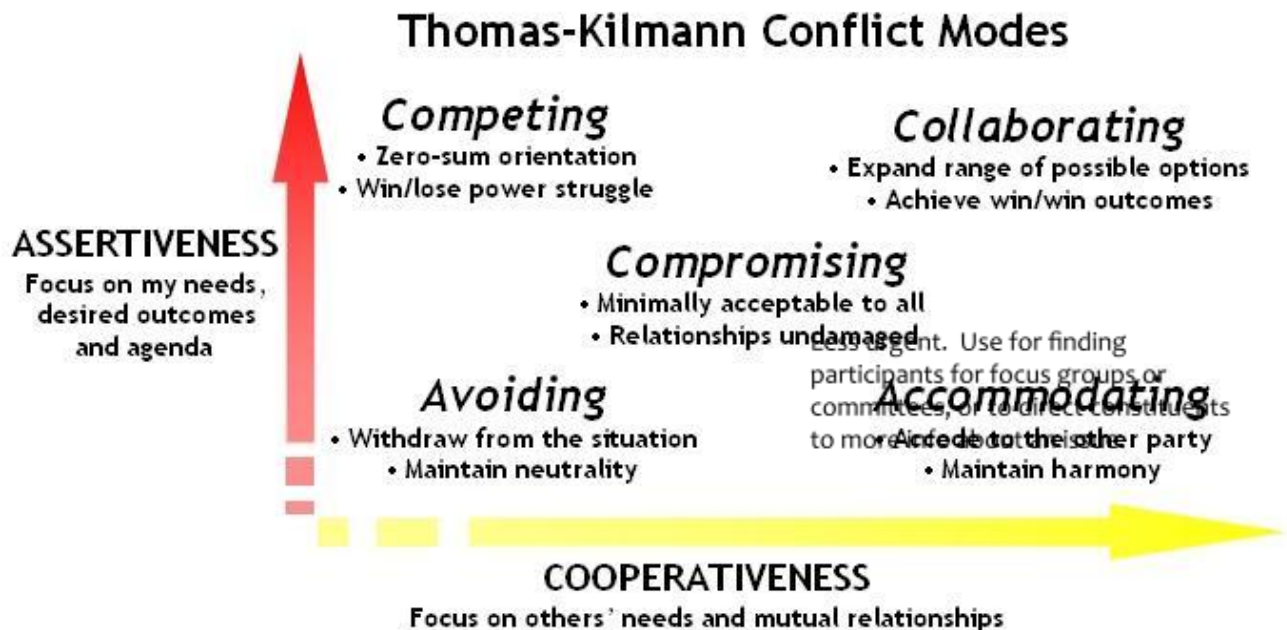 Thomas-Kilmann Conflict Modes
Competing
• Zero-sum orientation
• Win/lose power struggle
Collaborating
• Expand range of possible options
• Achieve win/win outcomes
ASSERTIVENESS
Focus on my needs,
desired outcomes
and agenda
Compromising
• Minimally acceptable to all
• Relationships undamaged
Less urgent. Use for finding
participants for focus groups or
committees, or to direct constituents
to more info about an issue.
Avoiding
• Withdraw from the situation
• Maintain neutrality
Accommodating
• Accede to the other party
• Maintain harmony
COOPERATIVENESS
Focus on others' needs and mutual relationships